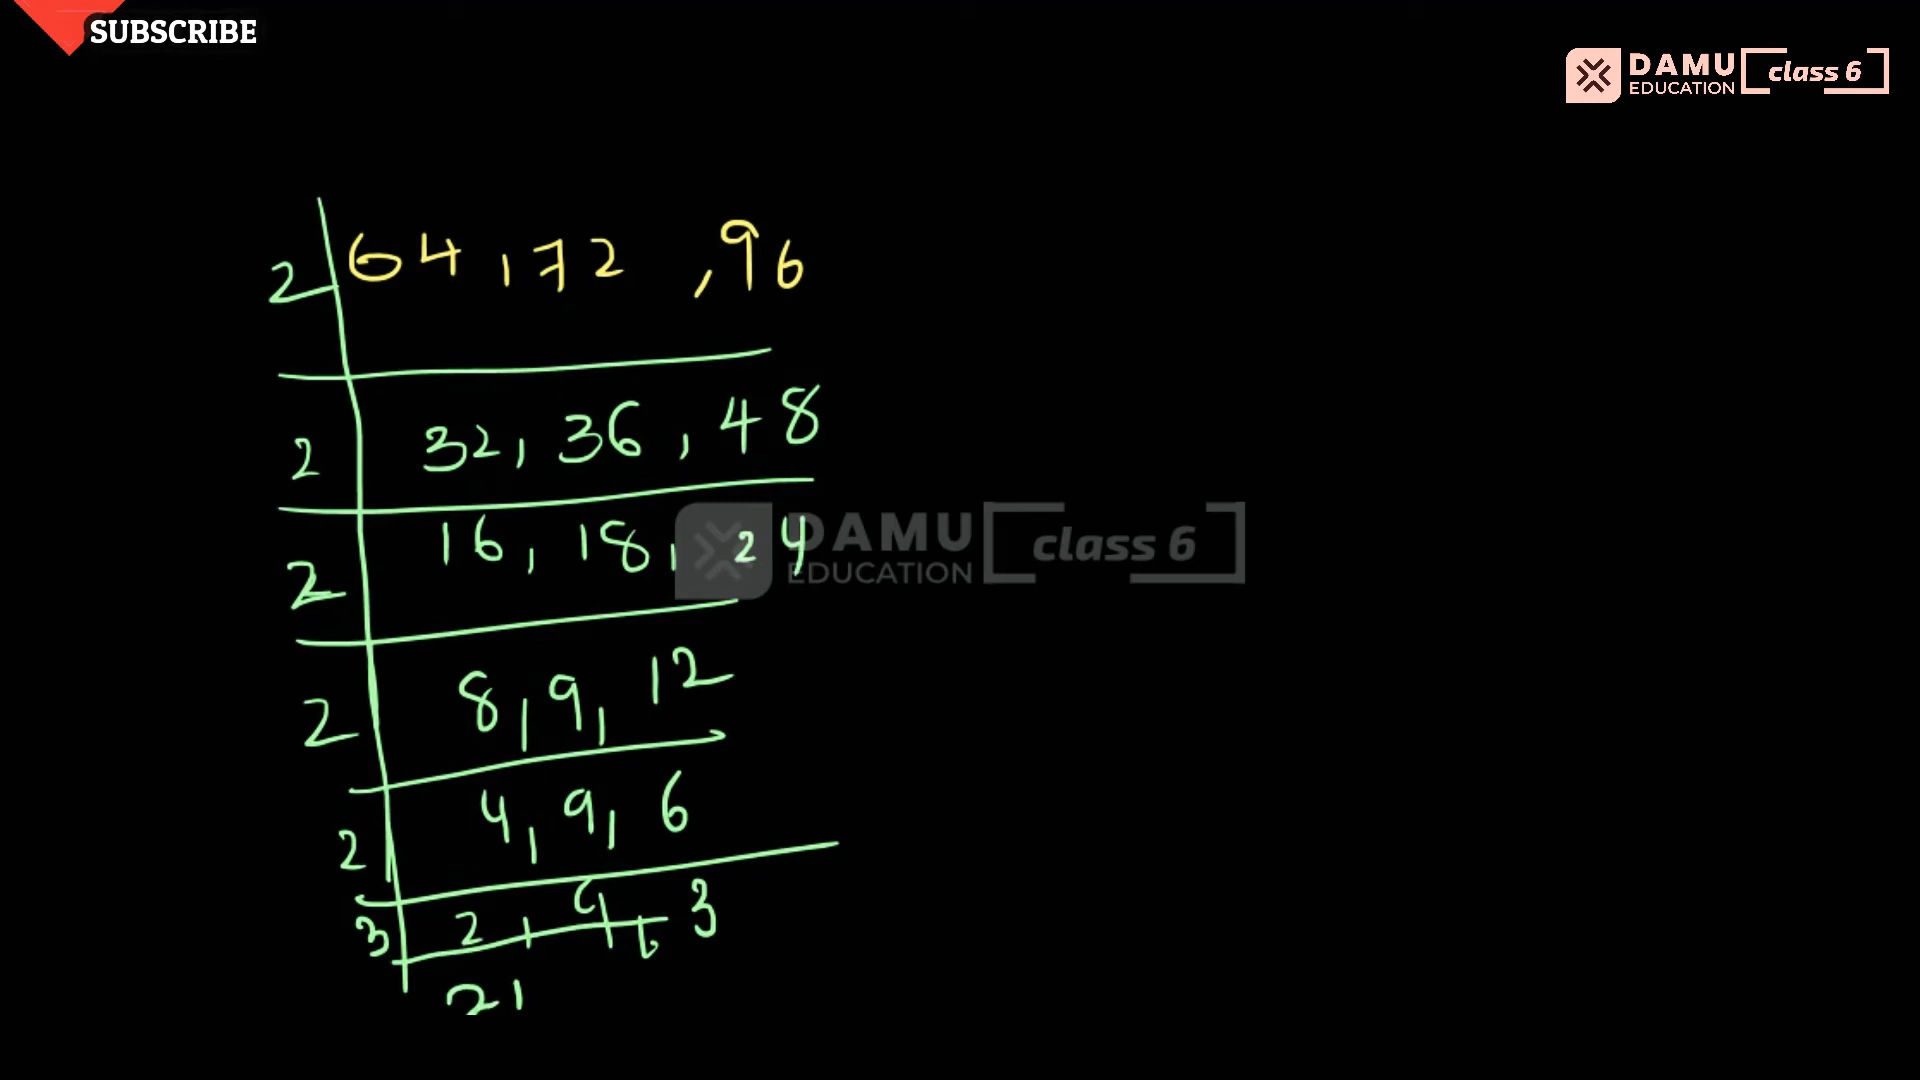 SUBSCRIBE
DAMU
EDUCATION
class 6
2 64, 72, 96
2 32, 36, 48
2 16, 18, 24
DAMU
EDUCATION
class 6
2 8, 9, 12
2 4, 9, 6
3 2, 9, 3
2,